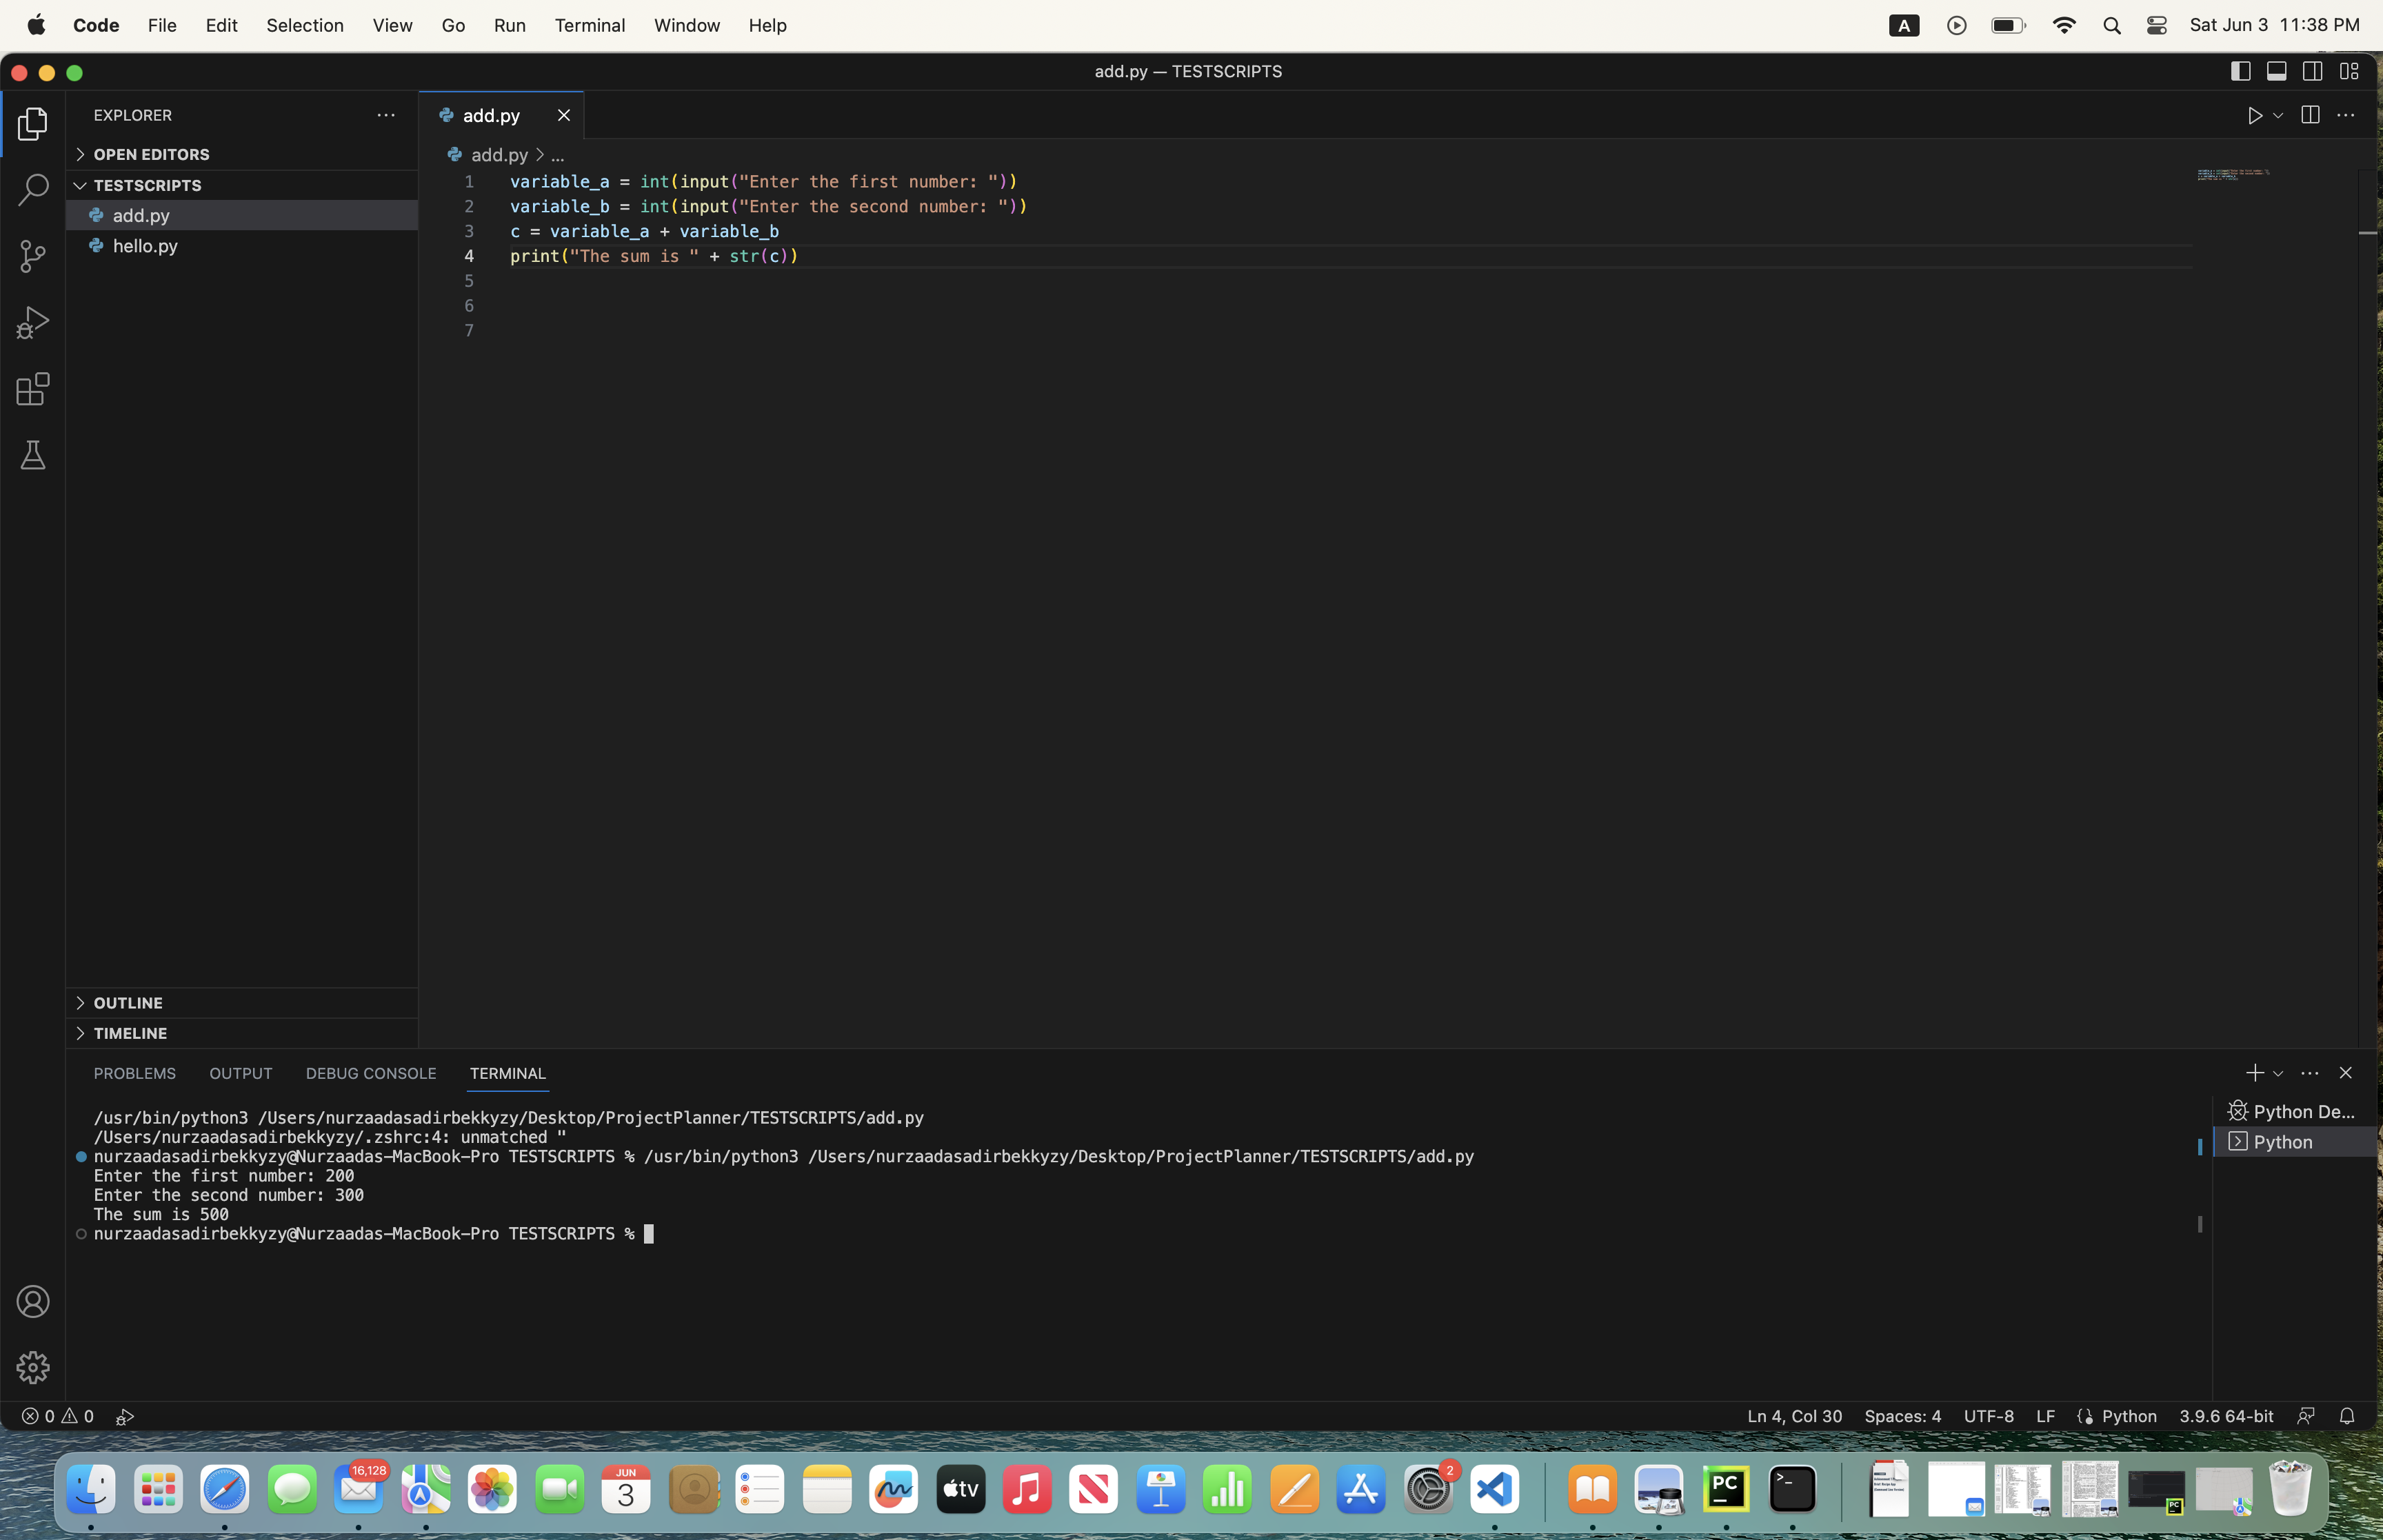 Code File Edit Selection View Go Run Terminal Window Help A Sat Jun 3 11:38 PM
add.py — TESTSCRIPTS
EXPLORER
add.py
OPEN EDITORS
TESTSCRIPTS
add.py
hello.py
add.py > ...
1 variable_a = int(input("Enter the first number: "))
2 variable_b = int(input("Enter the second number: "))
3 c = variable_a + variable_b
4 print("The sum is " + str(c))
5
6
7
OUTLINE
TIMELINE
PROBLEMS OUTPUT DEBUG CONSOLE TERMINAL
/usr/bin/python3 /Users/nurzaadasadirbekkyzy/Desktop/ProjectPlanner/TESTSCRIPTS/add.py
/Users/nurzaadasadirbekkyzy/.zshrc:4: unmatched "
nurzaadasadirbekkyzy@Nurzaadas-MacBook-Pro TESTSCRIPTS % /usr/bin/python3 /Users/nurzaadasadirbekkyzy/Desktop/ProjectPlanner/TESTSCRIPTS/add.py
Enter the first number: 200
Enter the second number: 300
The sum is 500
nurzaadasadirbekkyzy@Nurzaadas-MacBook-Pro TESTSCRIPTS %
Python De...
Python
0 0
Ln 4, Col 30 Spaces: 4 UTF-8 LF Python 3.9.6 64-bit
16,128
JUN
3
tv
2
PC
>_
PC